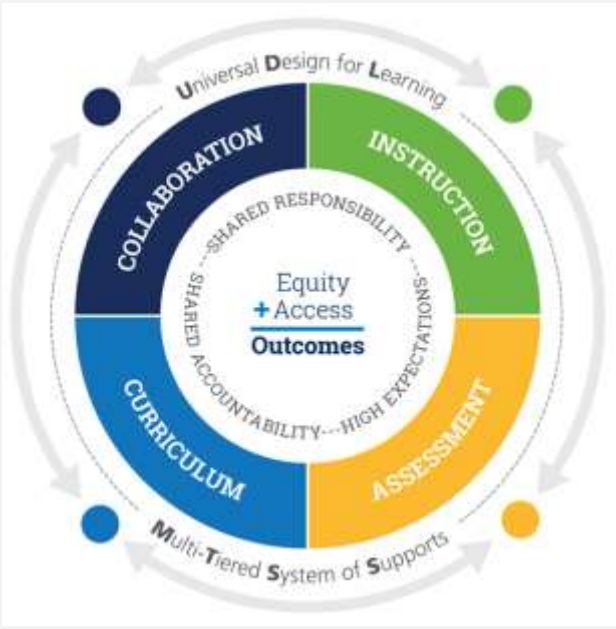 Universal Design for Learning
COLLABORATION
INSTRUCTION
SHARED RESPONSIBILITY ---
HIGH EXPECTATIONS
---
SHARED ACCOUNTABILITY---
Equity
+Access
Outcomes
CURRICULUM
ASSESSMENT
Multi-Tiered System of Supports